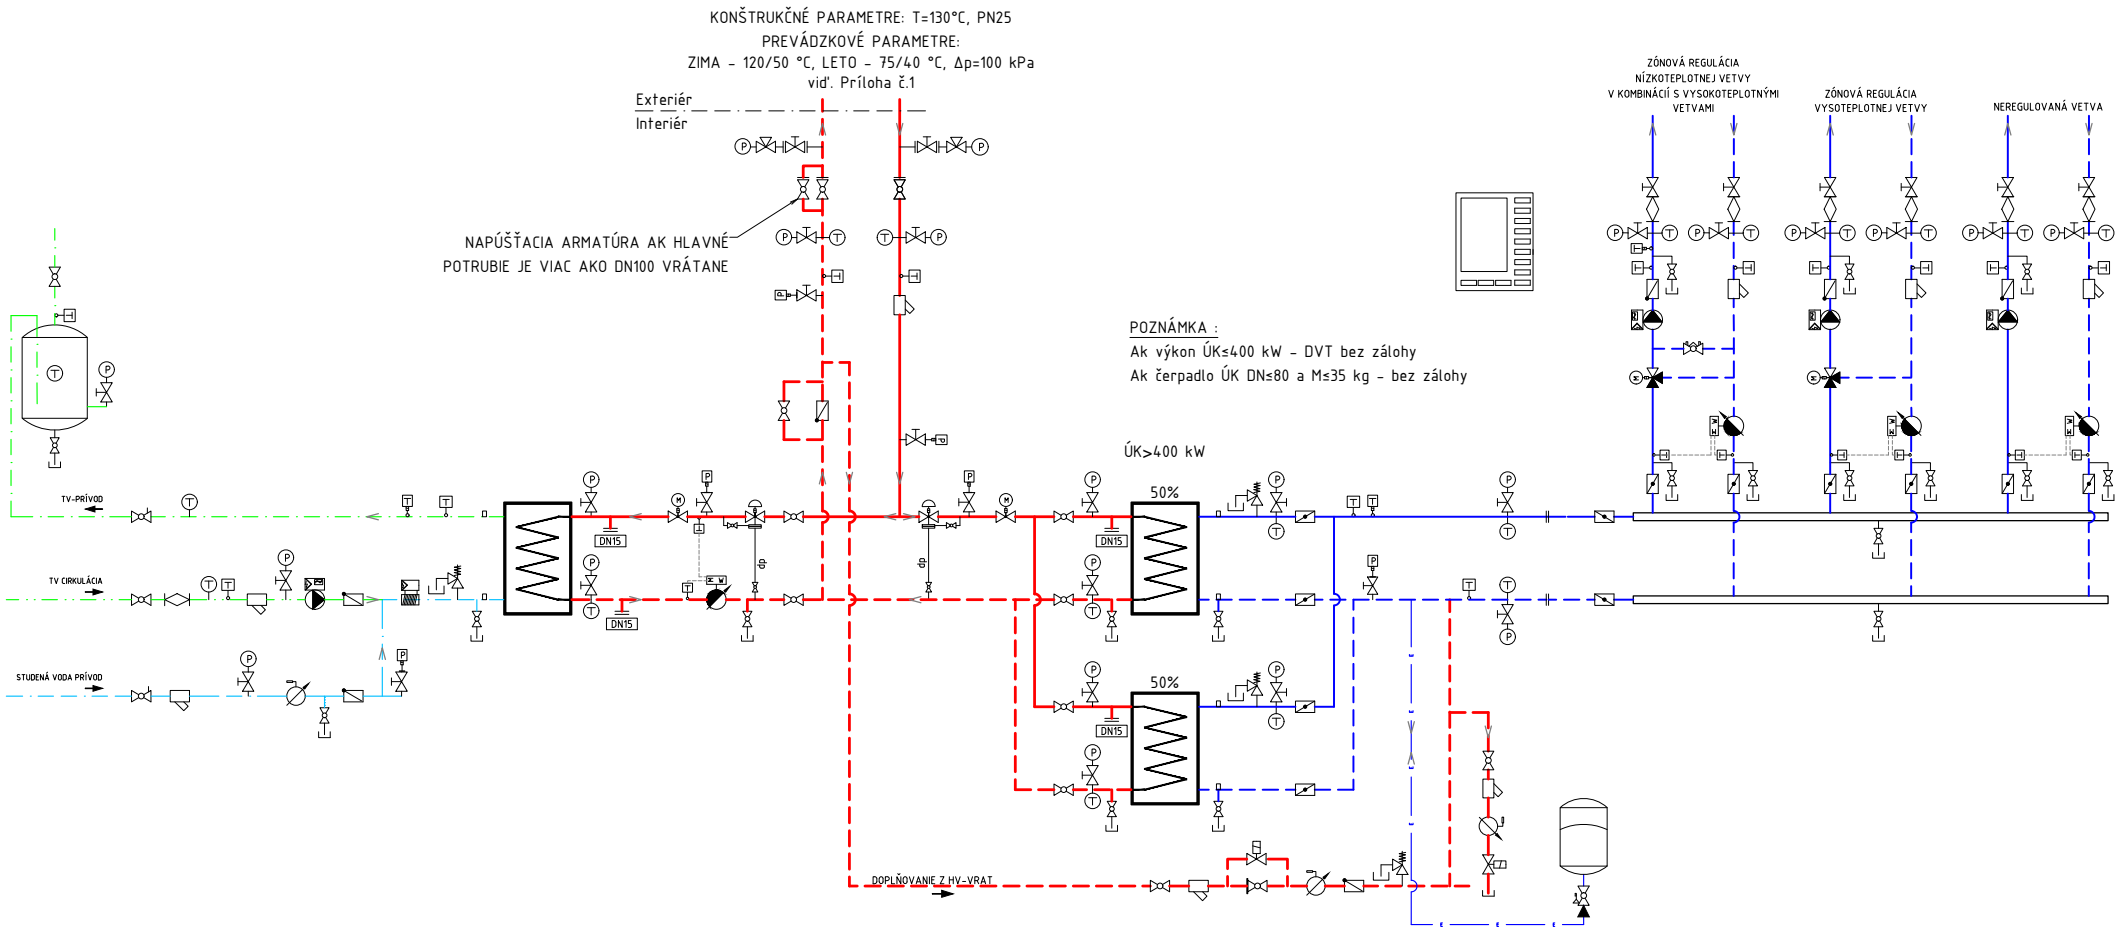 KONŠTRUKČNÉ PARAMETRE: T=130°C, PN25
PREVÁDZKOVÉ PARAMETRE:
ZIMA - 120/50 °C, LETO - 75/40 °C, Δp=100 kPa
viď. Príloha č.1
Exteriér
Interiér
NAPÚŠŤACIA ARMATÚRA AK HLAVNÉ
POTRUBIE JE VIAC AKO DN100 VRÁTANE
ZÓNOVÁ REGULÁCIA
NÍZKOTEPLOTNEJ VETVY
V KOMBINÁCIÍ S VYSOKOTEPLOTNÝMI
VETVAMI
ZÓNOVÁ REGULÁCIA
VYSOTEPLOTNEJ VETVY
NEREGULOVANÁ VETVA
POZNÁMKA :
Ak výkon ÚK≤400 kW - DVT bez zálohy
Ak čerpadlo ÚK DN≤80 a M≤35 kg - bez zálohy
ÚK>400 kW
50%
50%
TV-PRÍVOD
TV CIRKULÁCIA
STUDENÁ VODA PRÍVOD
DN15
DN15
DN15
DN15
dp
dp
DOPĹŇOVANIE Z HV-VRAT